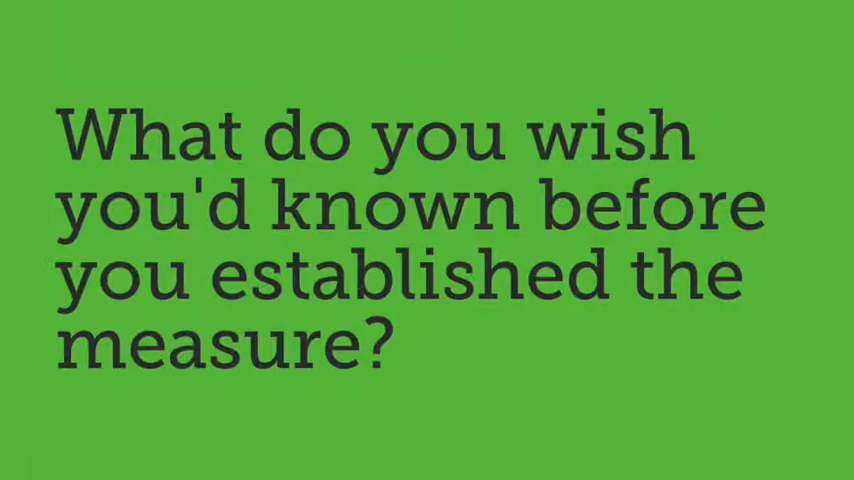 What do you wish
you'd known before
you established the
measure?